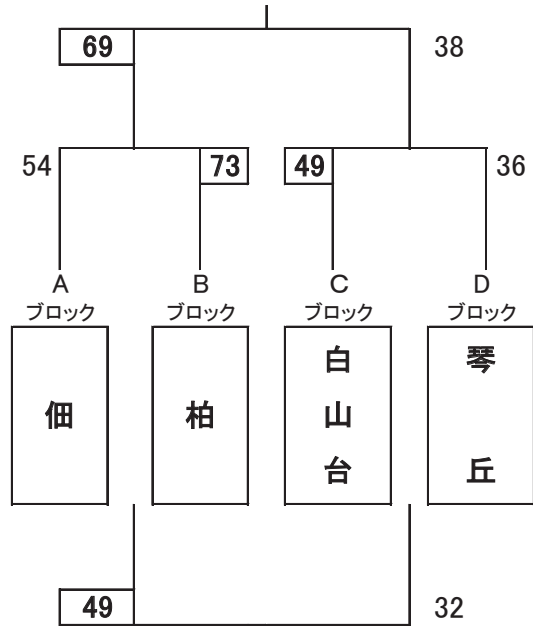 69 38
54 73 49 36
A B C D
ブロック ブロック ブロック ブロック
佃 柏 白山台 琴丘
49 32